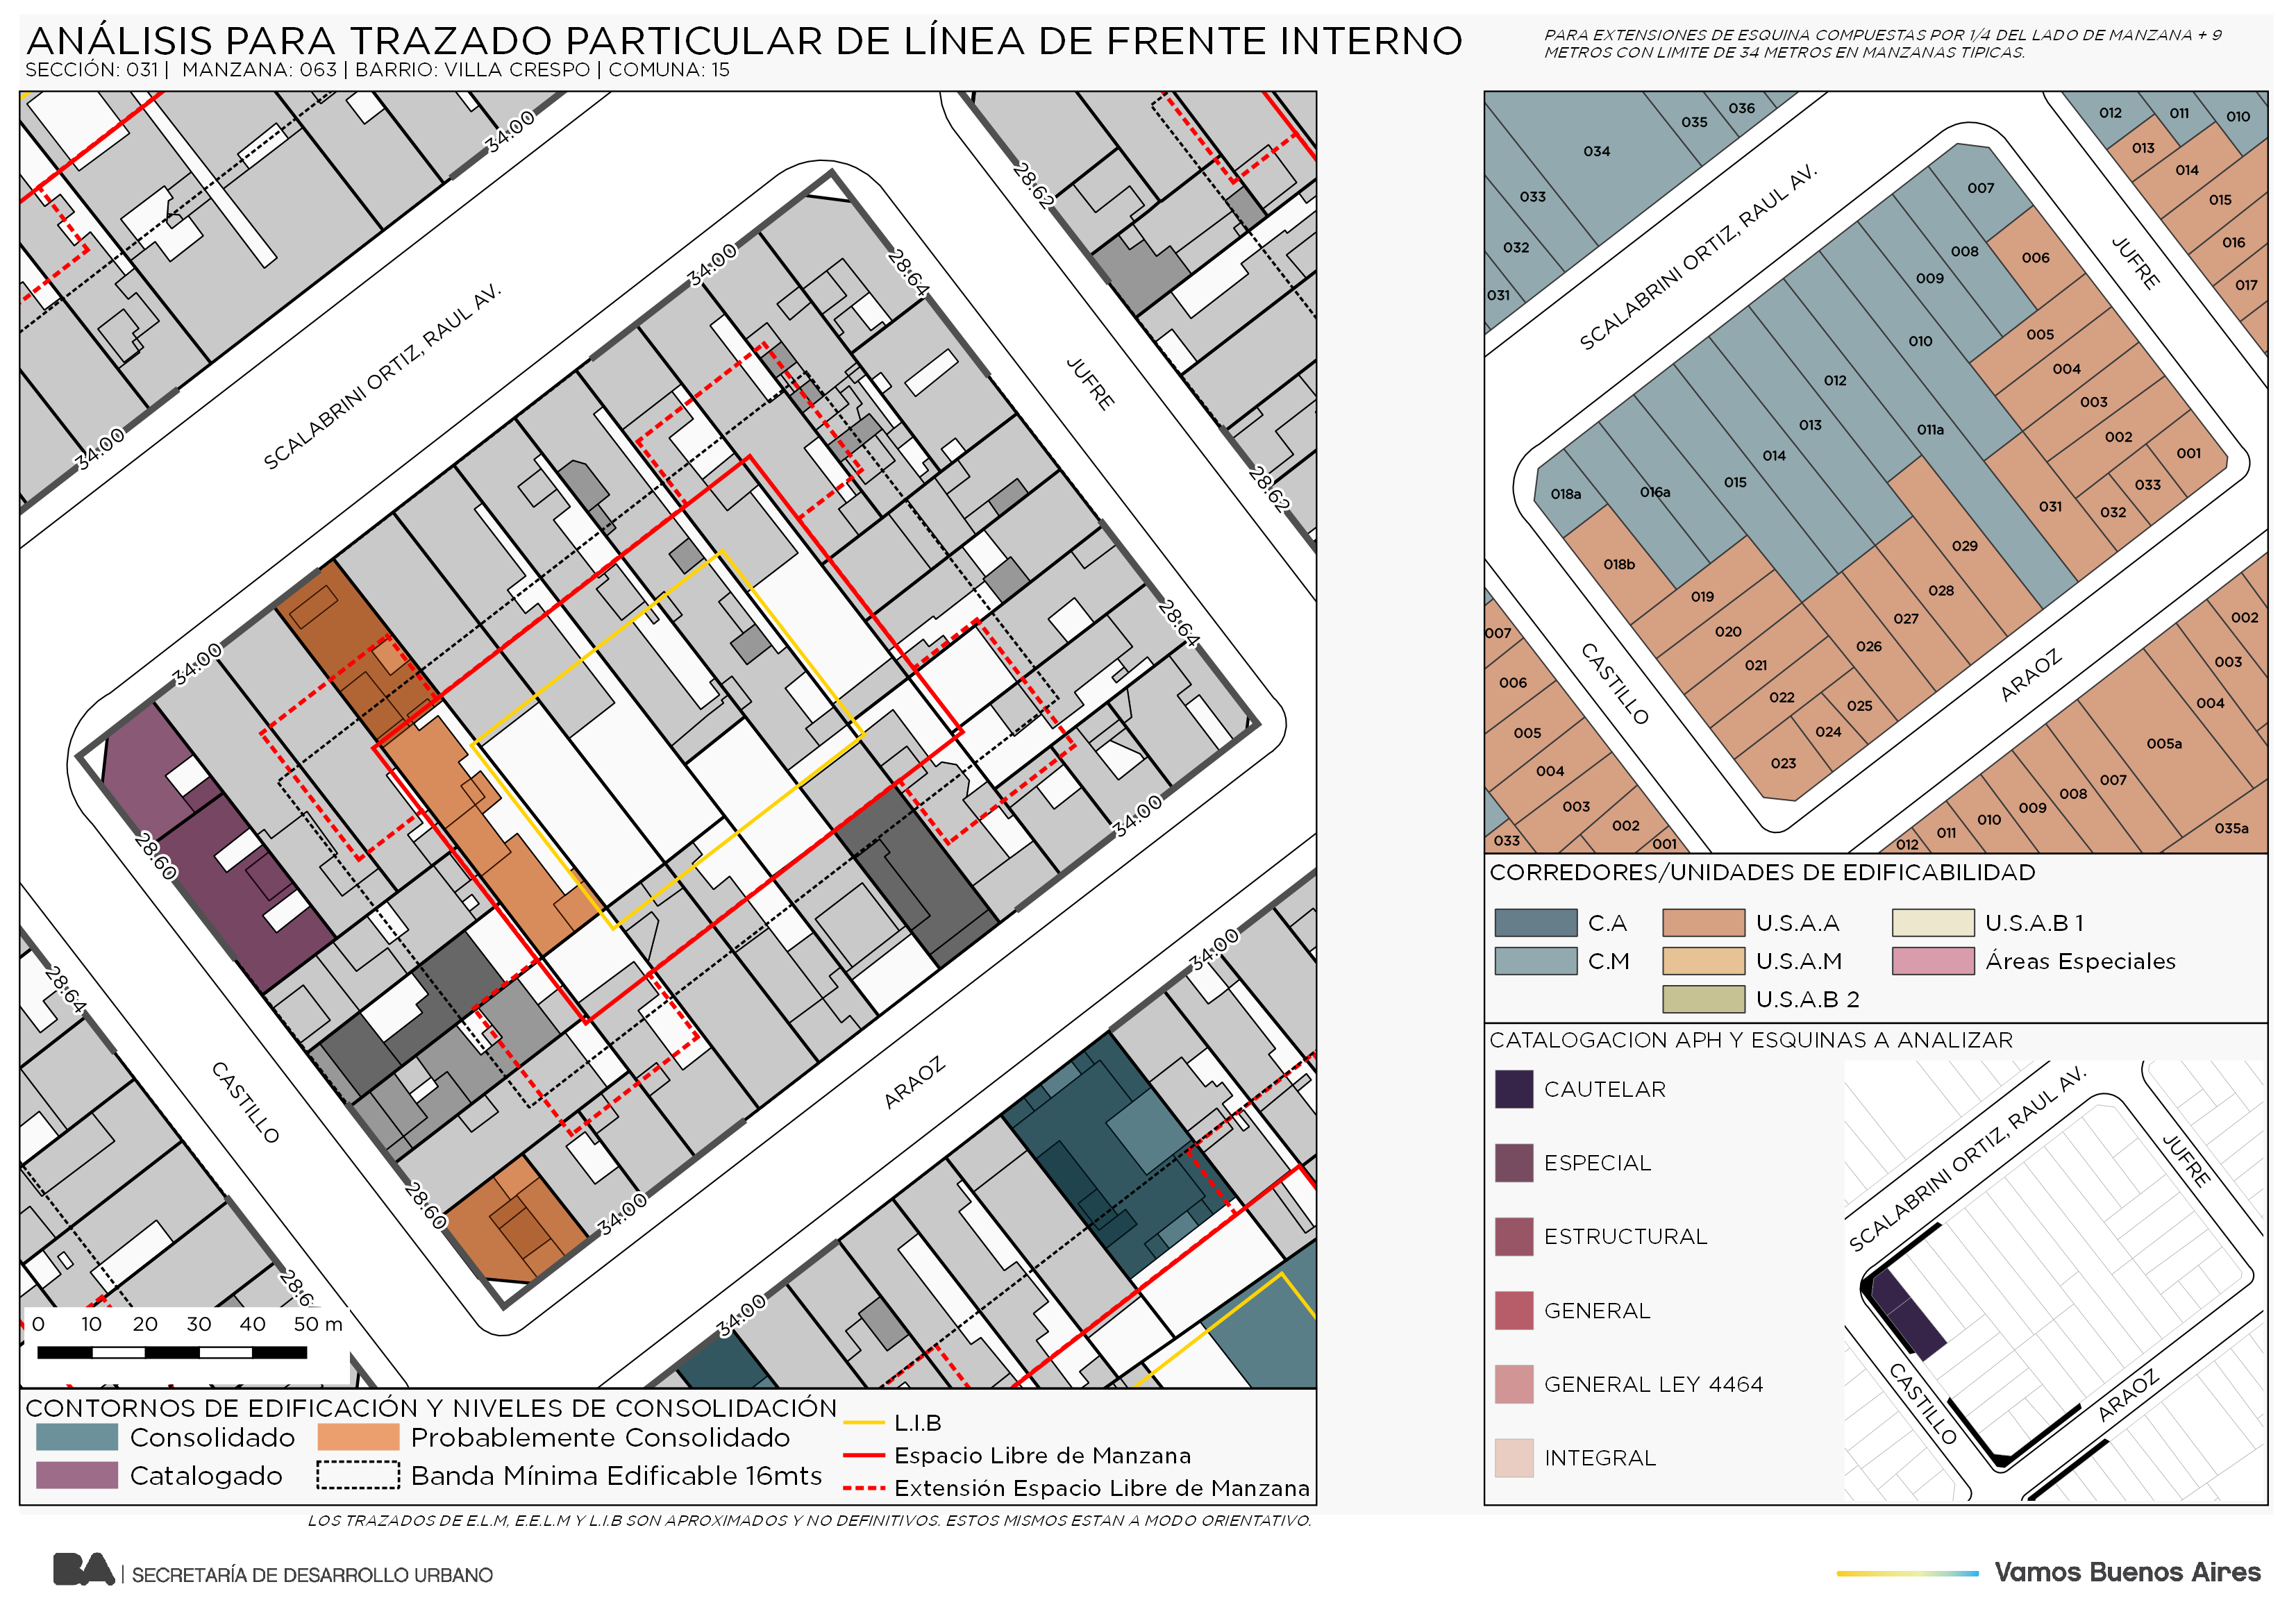 ANÁLISIS PARA TRAZADO PARTICULAR DE LÍNEA DE FRENTE INTERNO
SECCIÓN: 031 | MANZANA: 063 | BARRIO: VILLA CRESPO | COMUNA: 15
PARA EXTENSIONES DE ESQUINA COMPUESTAS POR 1/4 DEL LADO DE MANZANA + 9
METROS CON LIMITE DE 34 METROS EN MANZANAS TIPICAS.
34:00
28:62
34:00
28:64
SCALABRINI ORTIZ, RAUL AV.
JUFRE
34:00
28:62
34:00
28:64
28:60
34:00
28:64
34:00
CASTILLO
ARAOZ
28:60
34:00
34:00
28:6
0 10 20 30 40 50 m
CONTORNOS DE EDIFICACIÓN Y NIVELES DE CONSOLIDACIÓN
Consolidado
Probablemente Consolidado
Catalogado
Banda Mínima Edificable 16mts
L.I.B
Espacio Libre de Manzana
Extensión Espacio Libre de Manzana
LOS TRAZADOS DE E.L.M, E.E.L.M Y L.I.B SON APROXIMADOS Y NO DEFINITIVOS. ESTOS MISMOS ESTAN A MODO ORIENTATIVO.
036
035
034
033
032
031
012
011
010
013
014
015
016
017
SCALABRINI ORTIZ, RAUL AV.
JUFRE
007
008
006
009
005
010
004
012
003
013
011a
002
001
014
015
016a
018a
033
032
031
029
018b
028
019
027
020
026
021
022
025
024
023
CASTILLO
ARAOZ
007
006
005
004
003
002
033
001
002
003
004
005a
007
008
009
010
011
012
035a
CORREDORES/UNIDADES DE EDIFICABILIDAD
C.A
U.S.A.A
U.S.A.B 1
C.M
U.S.A.M
Áreas Especiales
U.S.A.B 2
CATALOGACION APH Y ESQUINAS A ANALIZAR
CAUTELAR
ESPECIAL
ESTRUCTURAL
GENERAL
GENERAL LEY 4464
INTEGRAL
SCALABRINI ORTIZ, RAUL AV.
JUFRE
CASTILLO
ARAOZ
BA | SECRETARÍA DE DESARROLLO URBANO
Vamos Buenos Aires